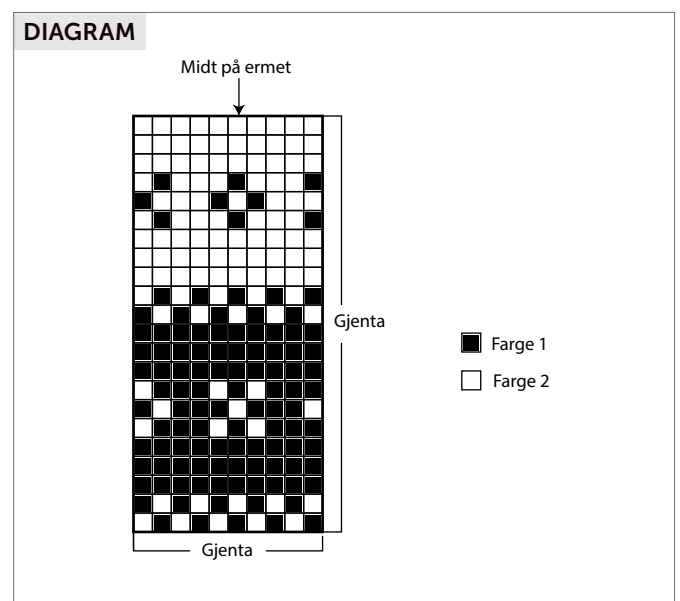 DIAGRAM
Midt på ermet
Gjenta
Farge 1
Farge 2
Gjenta